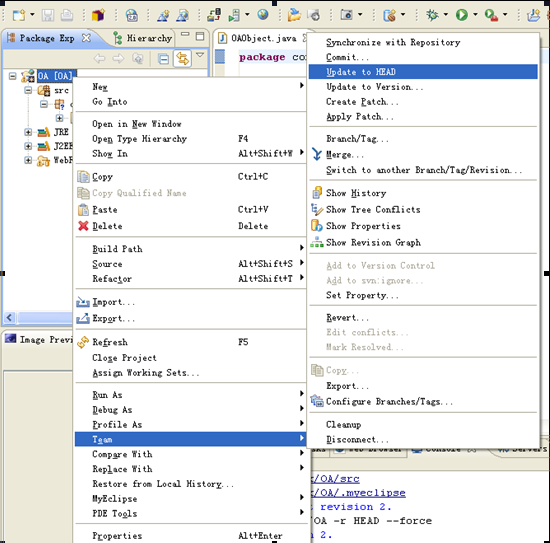 Package Exp
Hierarchy
OAObject.java
package co
OA [OA]
src
JRE
J2EE
WebR
Image Previ
New
Go Into
Open in New Window
Open Type Hierarchy F4
Show In Alt+Shift+W
Copy Ctrl+C
Copy Qualified Name
Paste Ctrl+V
Delete Delete
Build Path
Source Alt+Shift+S
Refactor Alt+Shift+T
Import...
Export...
Refresh F5
Close Project
Assign Working Sets...
Run As
Debug As
Profile As
Team
Compare With
Replace With
Restore from Local History...
MyEclipse
PDE Tools
Properties Alt+Enter
Synchronize with Repository
Commit...
Update to HEAD
Update to Version...
Create Patch...
Apply Patch...
Branch/Tag...
Merge...
Switch to another Branch/Tag/Revision...
Show History
Show Tree Conflicts
Show Properties
Show Revision Graph
Add to Version Control
Add to svn:ignore...
Set Property...
Revert...
Edit conflicts...
Mark Resolved...
Copy...
Export...
Configure Branches/Tags...
Cleanup
Disconnect...
/OA/src
/OA/.myeclipse
revision 2.
/OA -r HEAD --force
n 2.